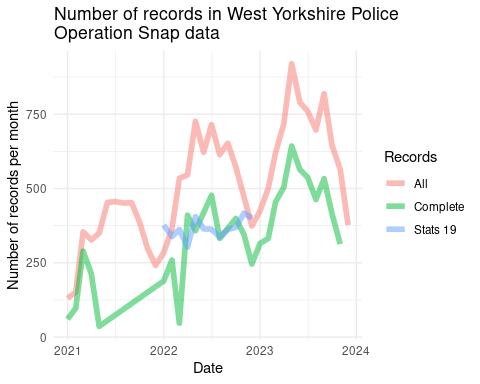 Number of records in West Yorkshire Police
Operation Snap data
Number of records per month
750
500
250
0
2021
2022
2023
2024
Date
Records
All
Complete
Stats 19